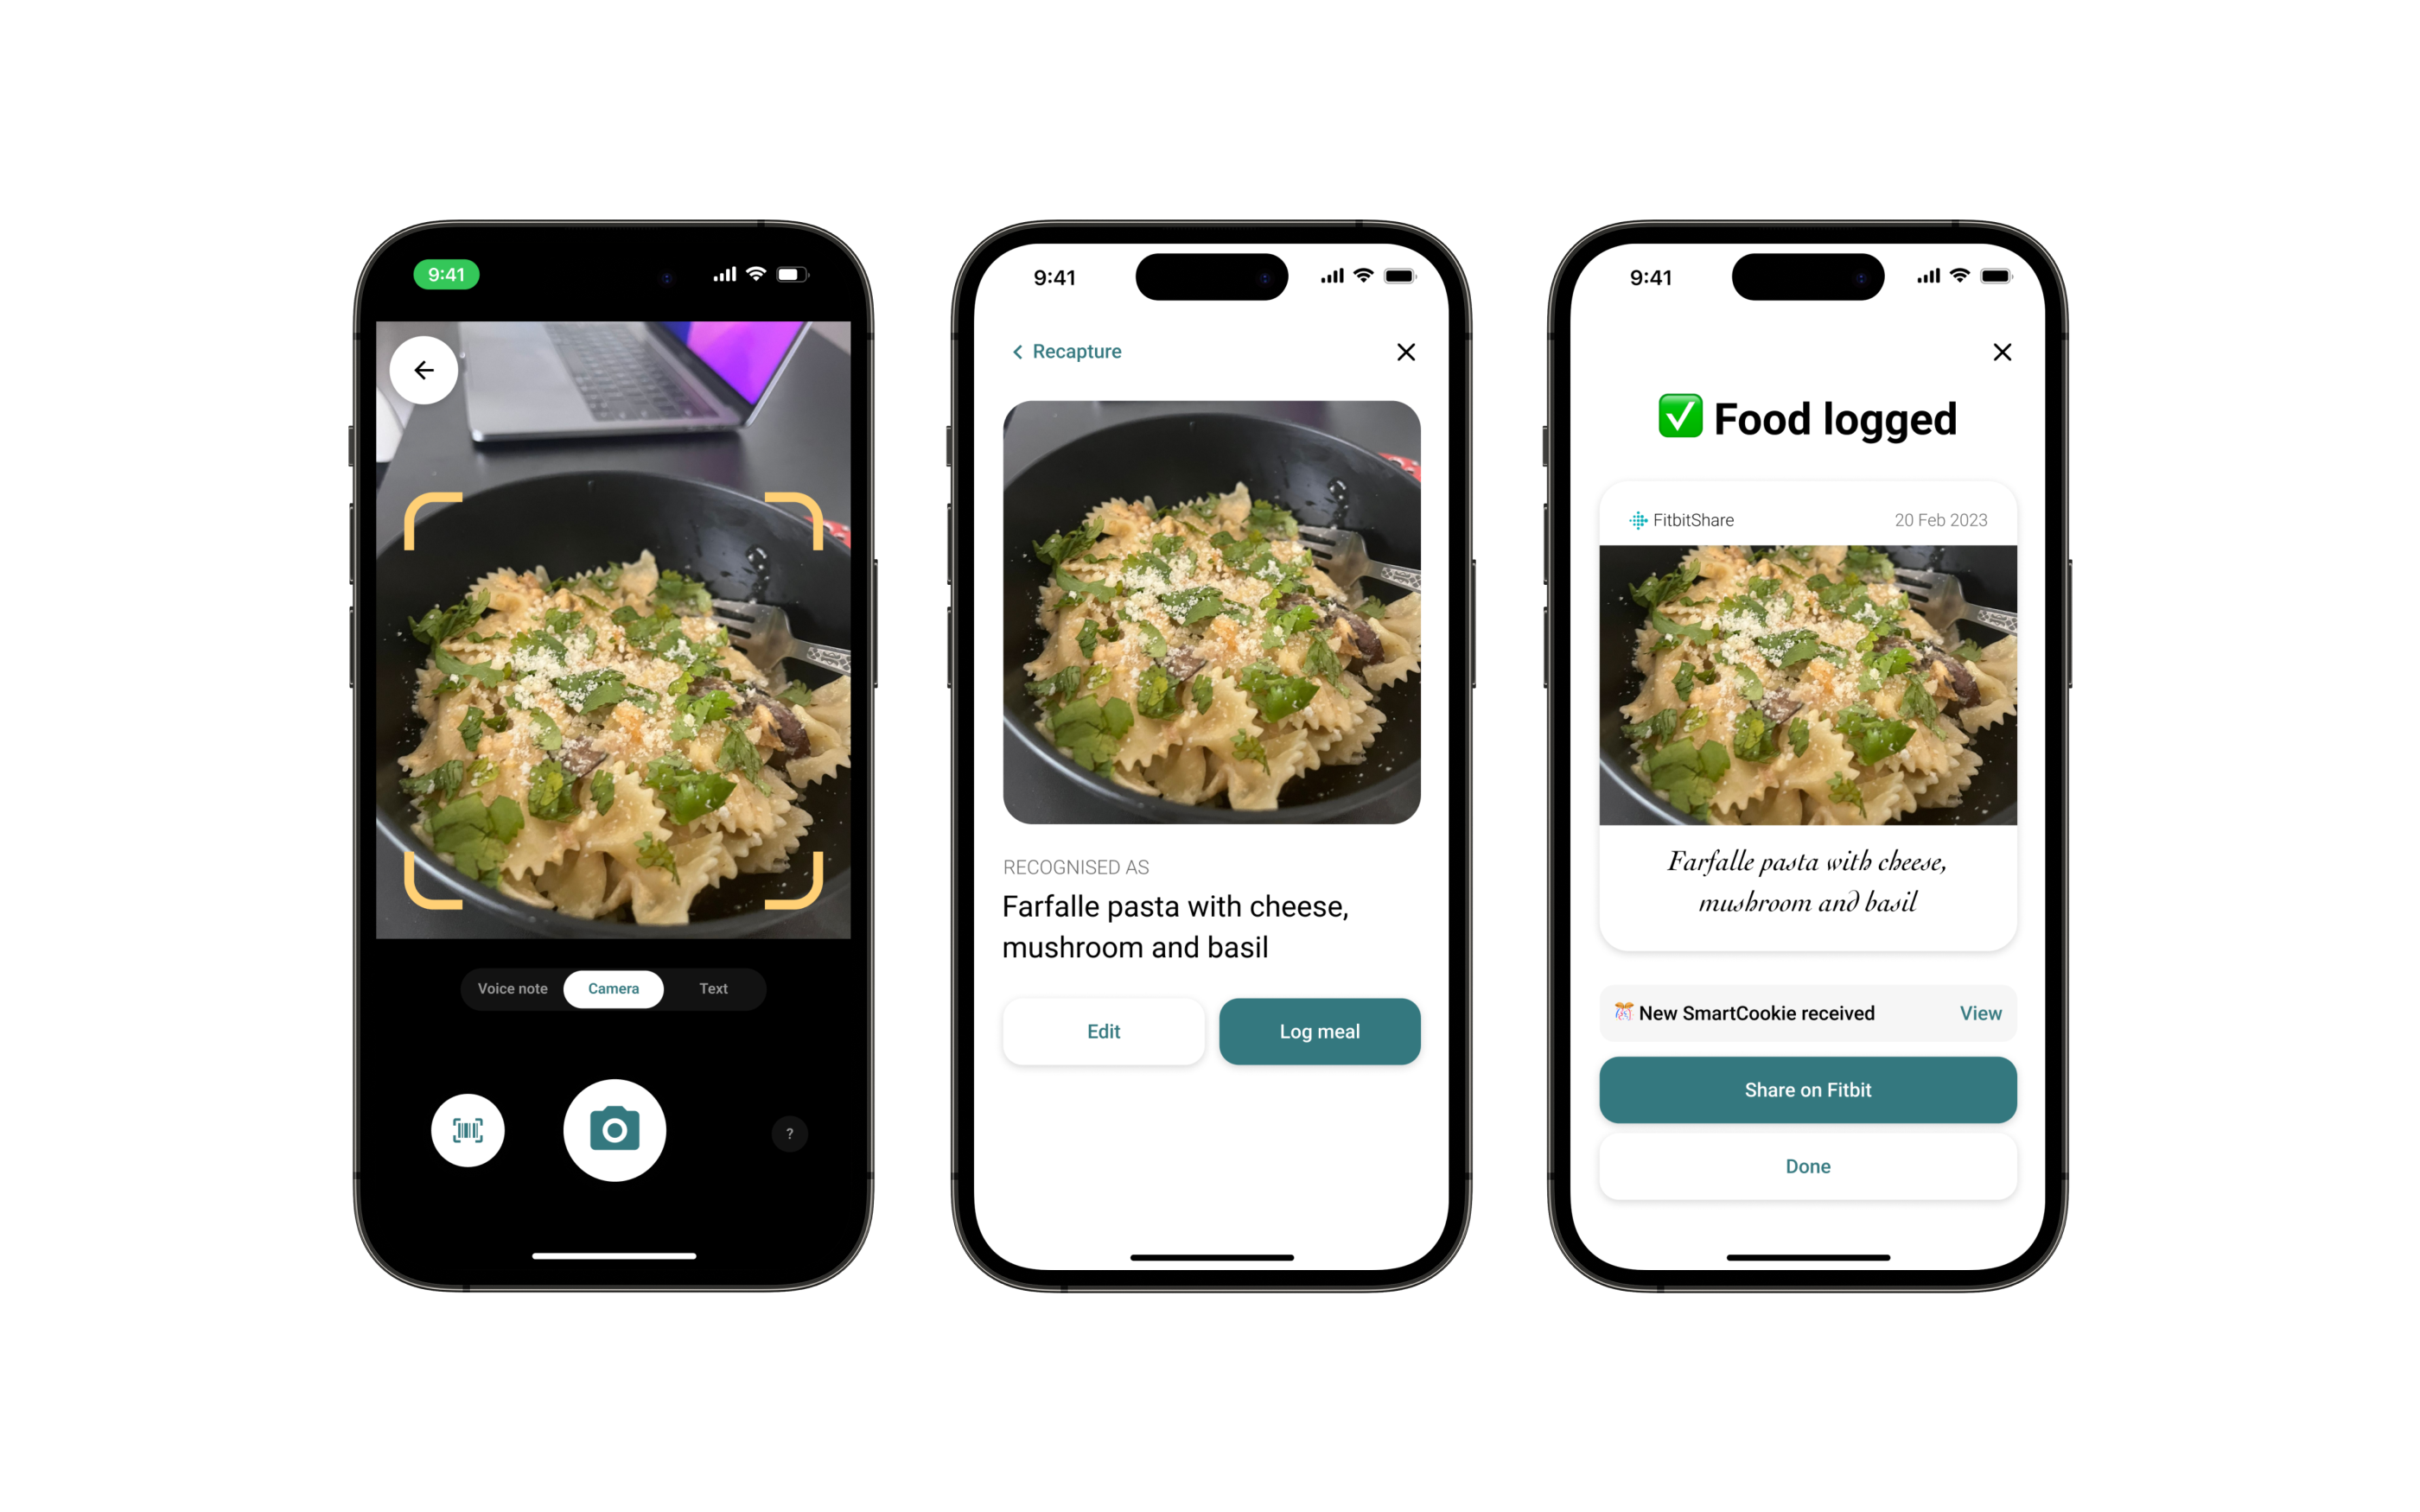 9:41
Voice note
Camera
Text
?
9:41
Recapture
RECOGNISED AS
Farfalle pasta with cheese,
mushroom and basil
Edit
Log meal
9:41
✅ Food logged
FitbitShare
20 Feb 2023
Farfalle pasta with cheese,
mushroom and basil
🎊 New SmartCookie received
View
Share on Fitbit
Done